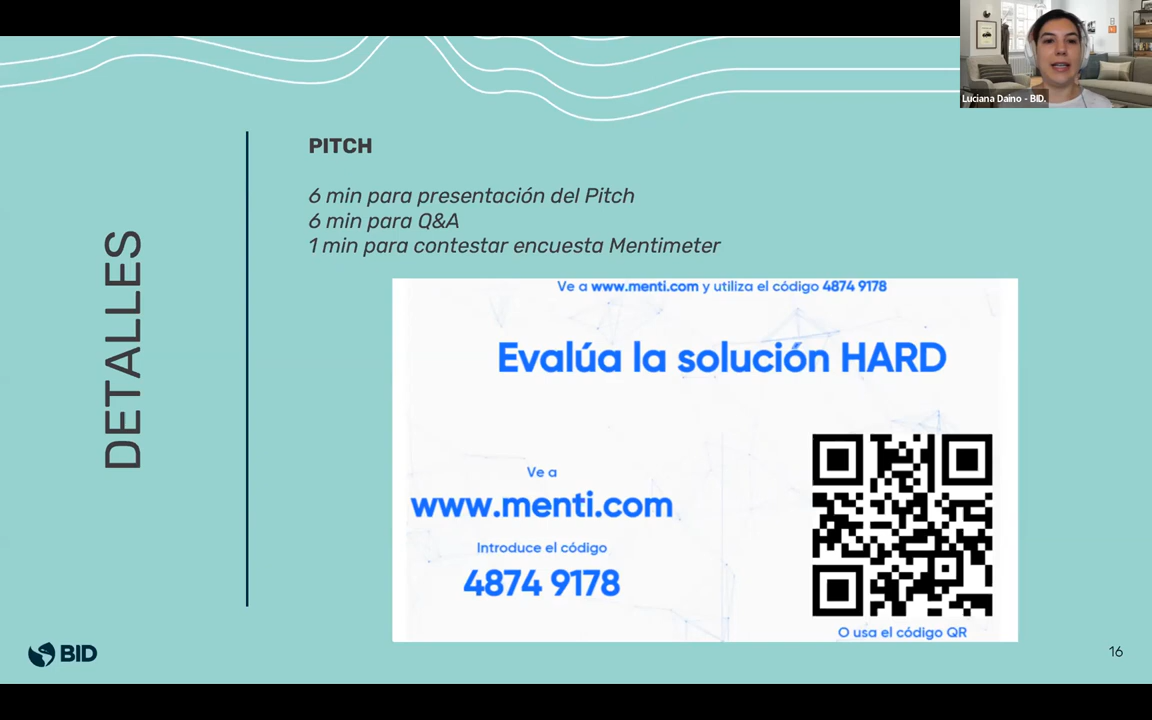 Luciana Daino - BID.
DETALLES
PITCH
6 min para presentación del Pitch
6 min para Q&A
1 min para contestar encuesta Mentimeter
Ve a www.menti.com y utiliza el código 4874 9178
Evalúa la solución HARD
Ve a
www.menti.com
Introduce el código
4874 9178
O usa el código QR
BID
16